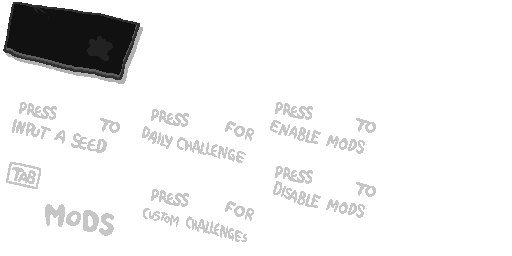 PRESS TO
INPUT A SEED
PRESS FOR
DAILY CHALLENGE
PRESS TO
ENABLE MODS
TAB
MODS
PRESS FOR
CUSTOM CHALLENGES
PRESS TO
DISABLE MODS